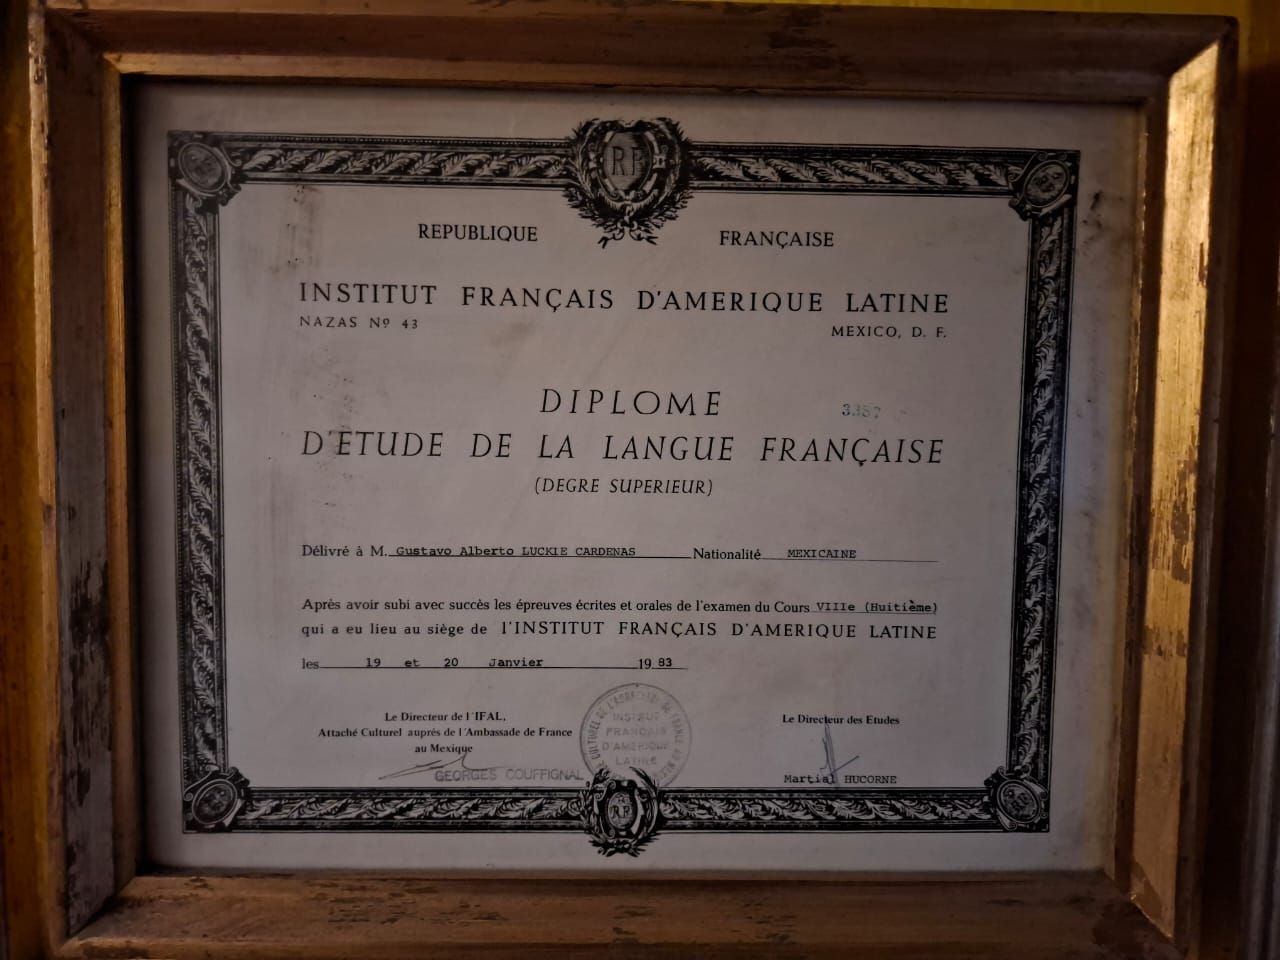 RF
REPUBLIQUE FRANÇAISE
INSTITUT FRANÇAIS D'AMERIQUE LATINE
NAZAS Nº 43 MEXICO, D. F.
DIPLOME
D'ETUDE DE LA LANGUE FRANÇAISE
(DEGRE SUPERIEUR)
Délivré à M. Gustavo Alberto LUCKIE CARDENAS Nationalité MEXICAINE
Après avoir subi avec succès les épreuves écrites et orales de l'examen du Cours VIIIe (Huitième)
qui a eu lieu au siège de l'INSTITUT FRANÇAIS D'AMERIQUE LATINE
les 19 et 20 Janvier 19 83
Le Directeur de l'IFAL, Le Directeur des Etudes
Attaché Culturel auprès de l'Ambassade de France
au Mexique
GEORGES COUFFIGNAL Martial HUCORNE
INSTITUT
FRANÇAIS
D'AMERIQUE
LATINE
RF